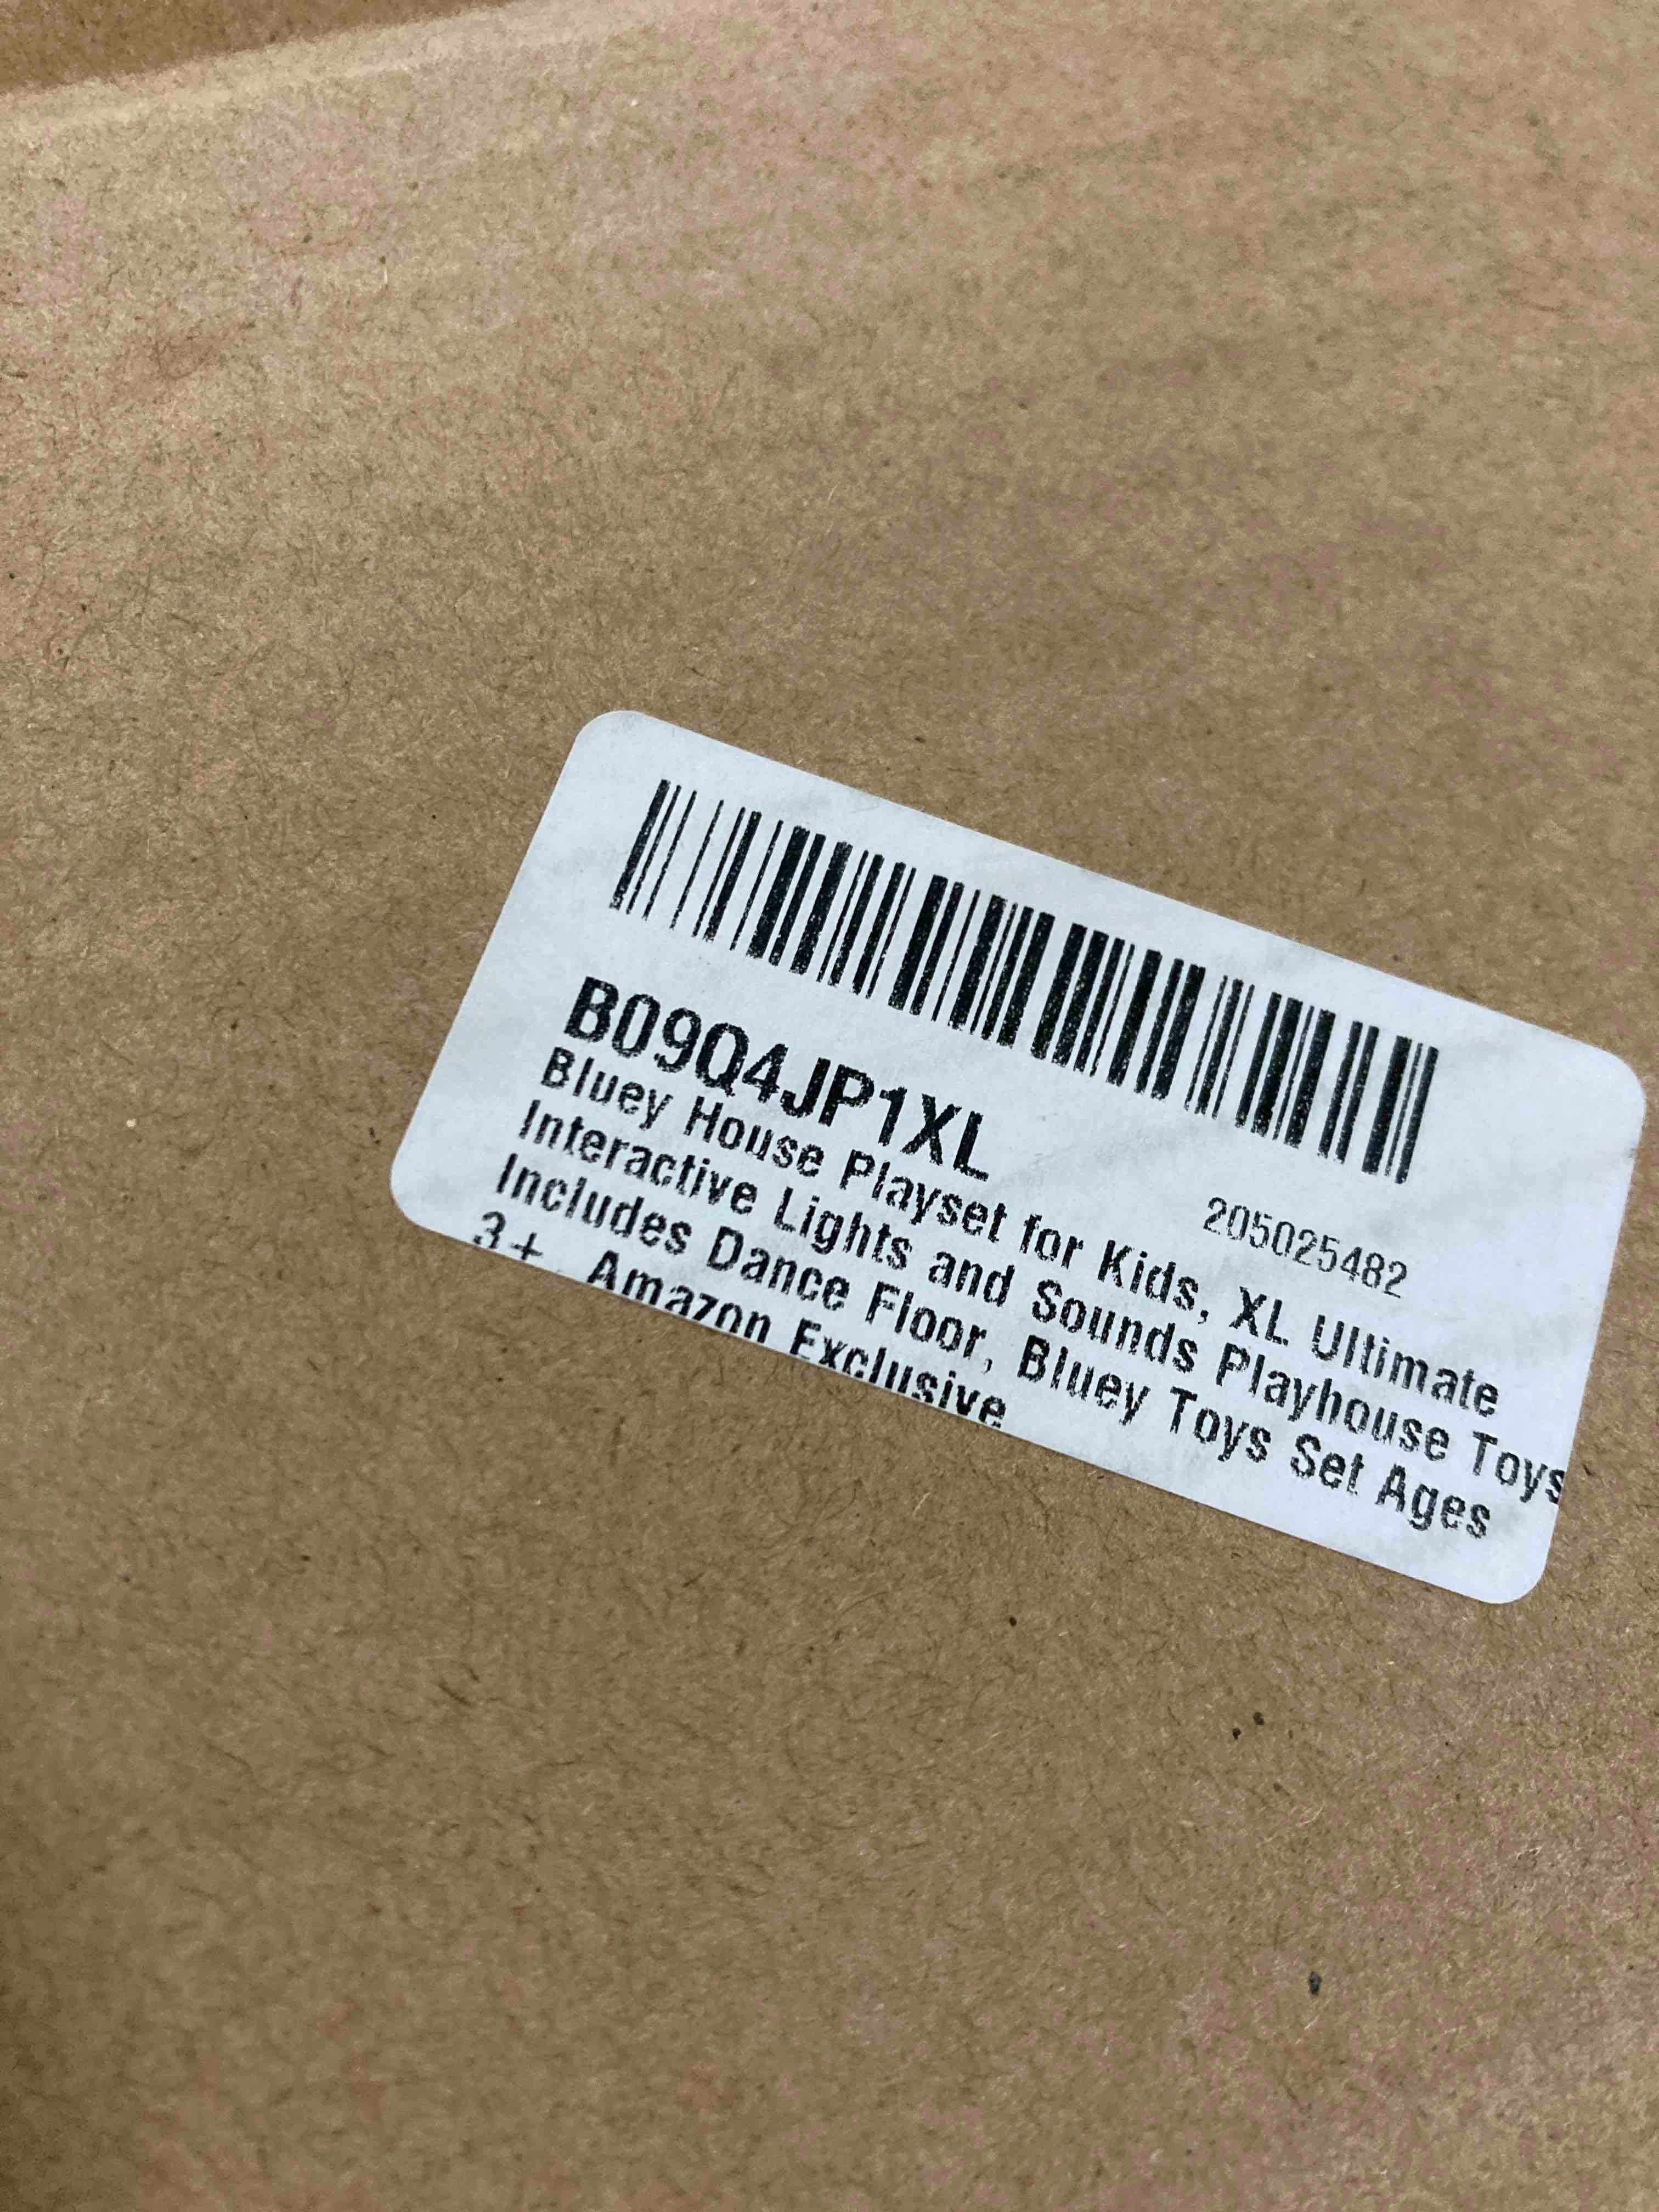 B09Q4JP1XL
205025482
Bluey House Playset for Kids, XL Ultimate
Interactive Lights and Sounds Playhouse Toys
Includes Dance Floor, Bluey Toys Set Ages
3+, Amazon Exclusive